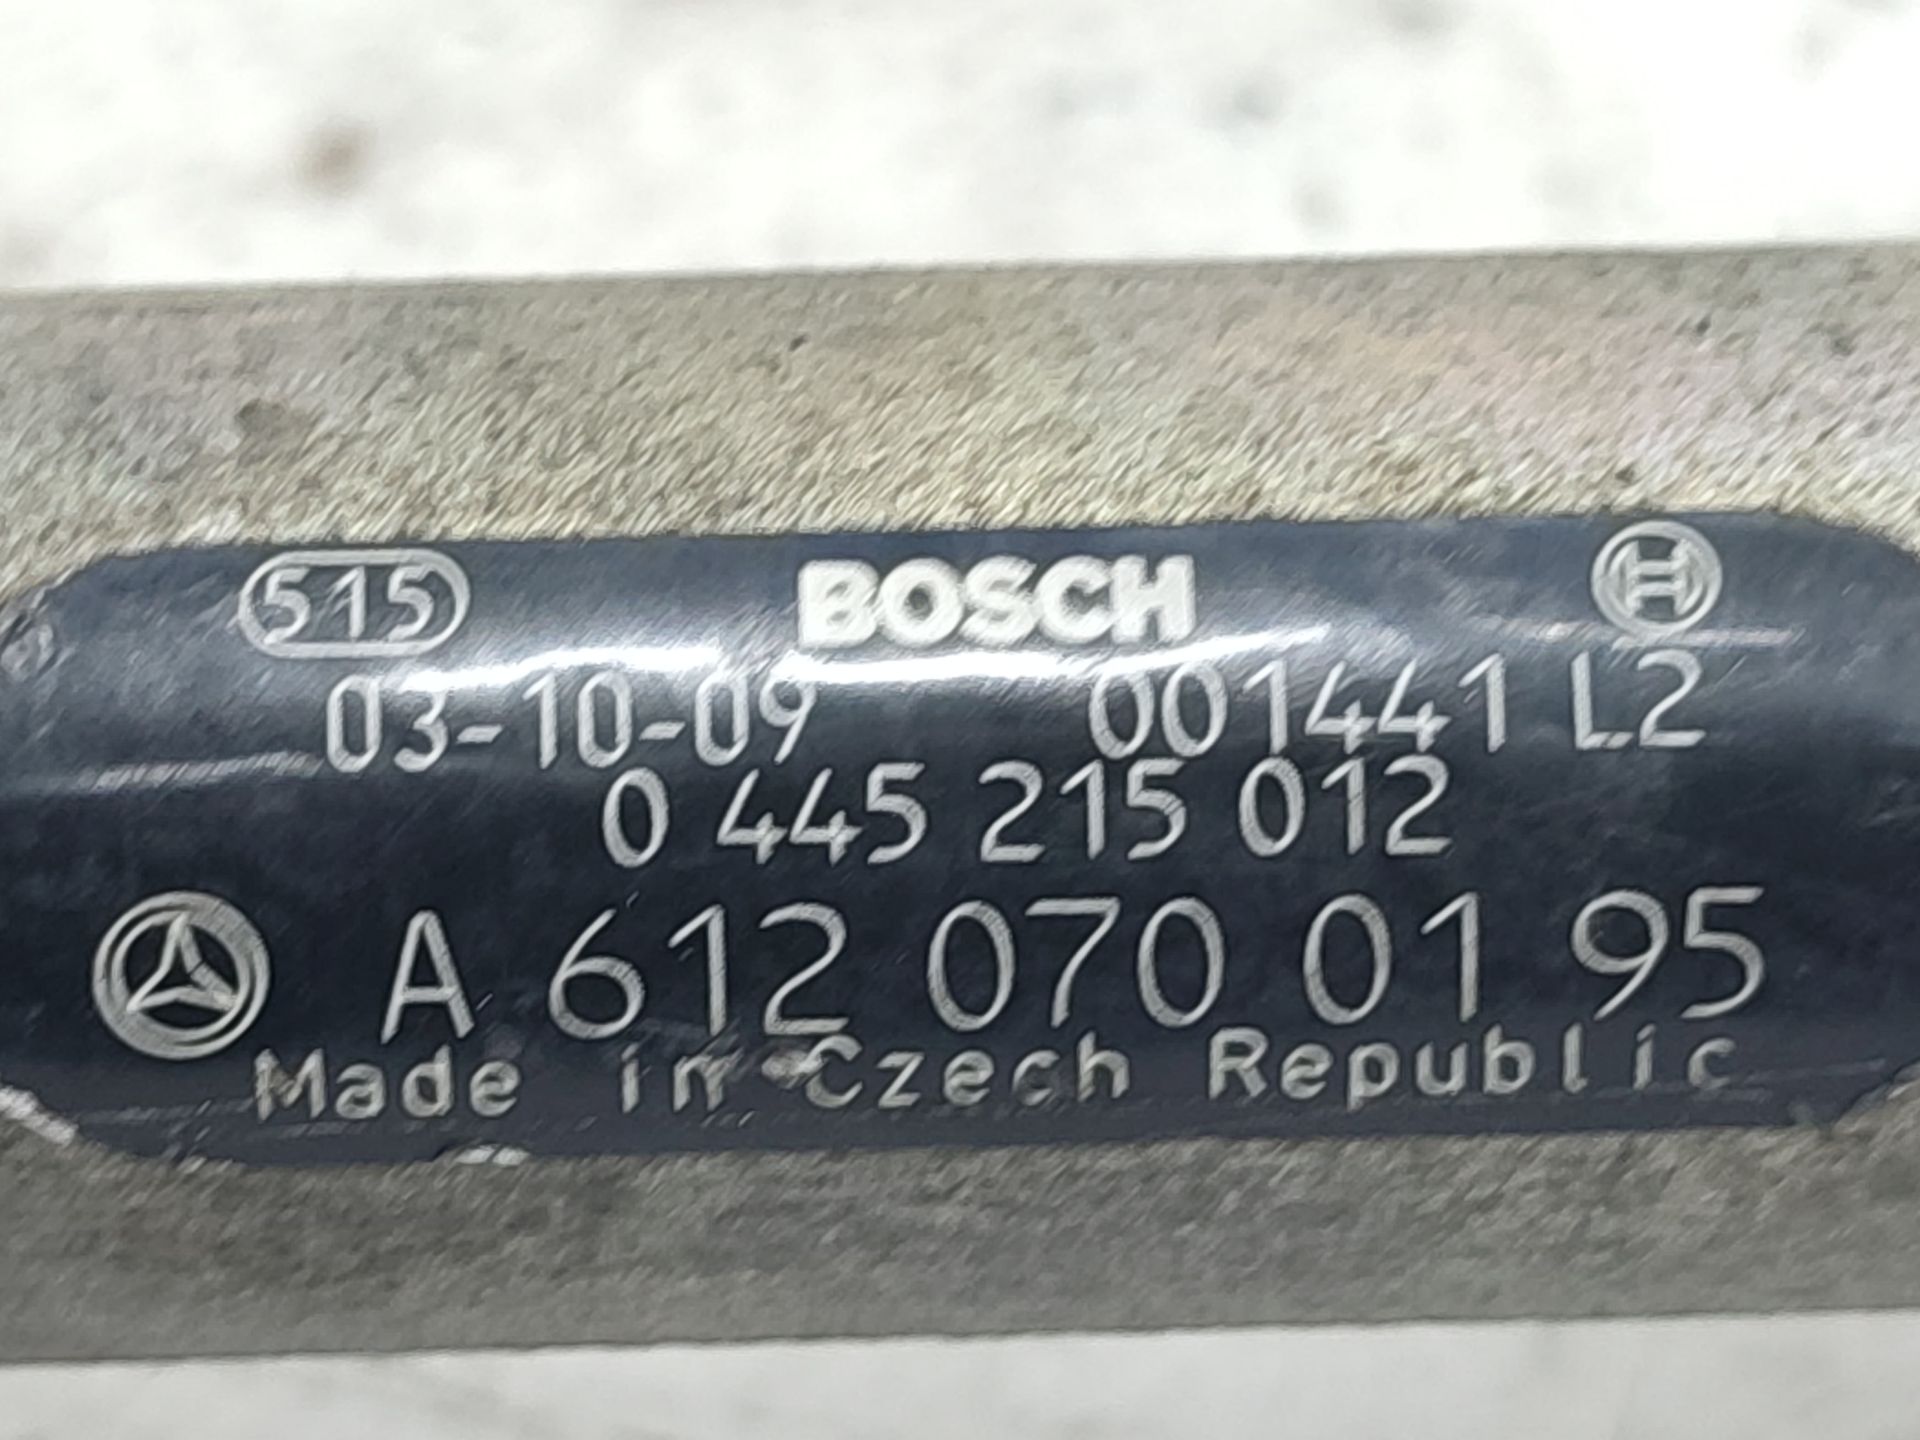 515 BOSCH
03-10-09 001441 L2
0 445 215 012
A 612 070 01 95
Made in Czech Republic